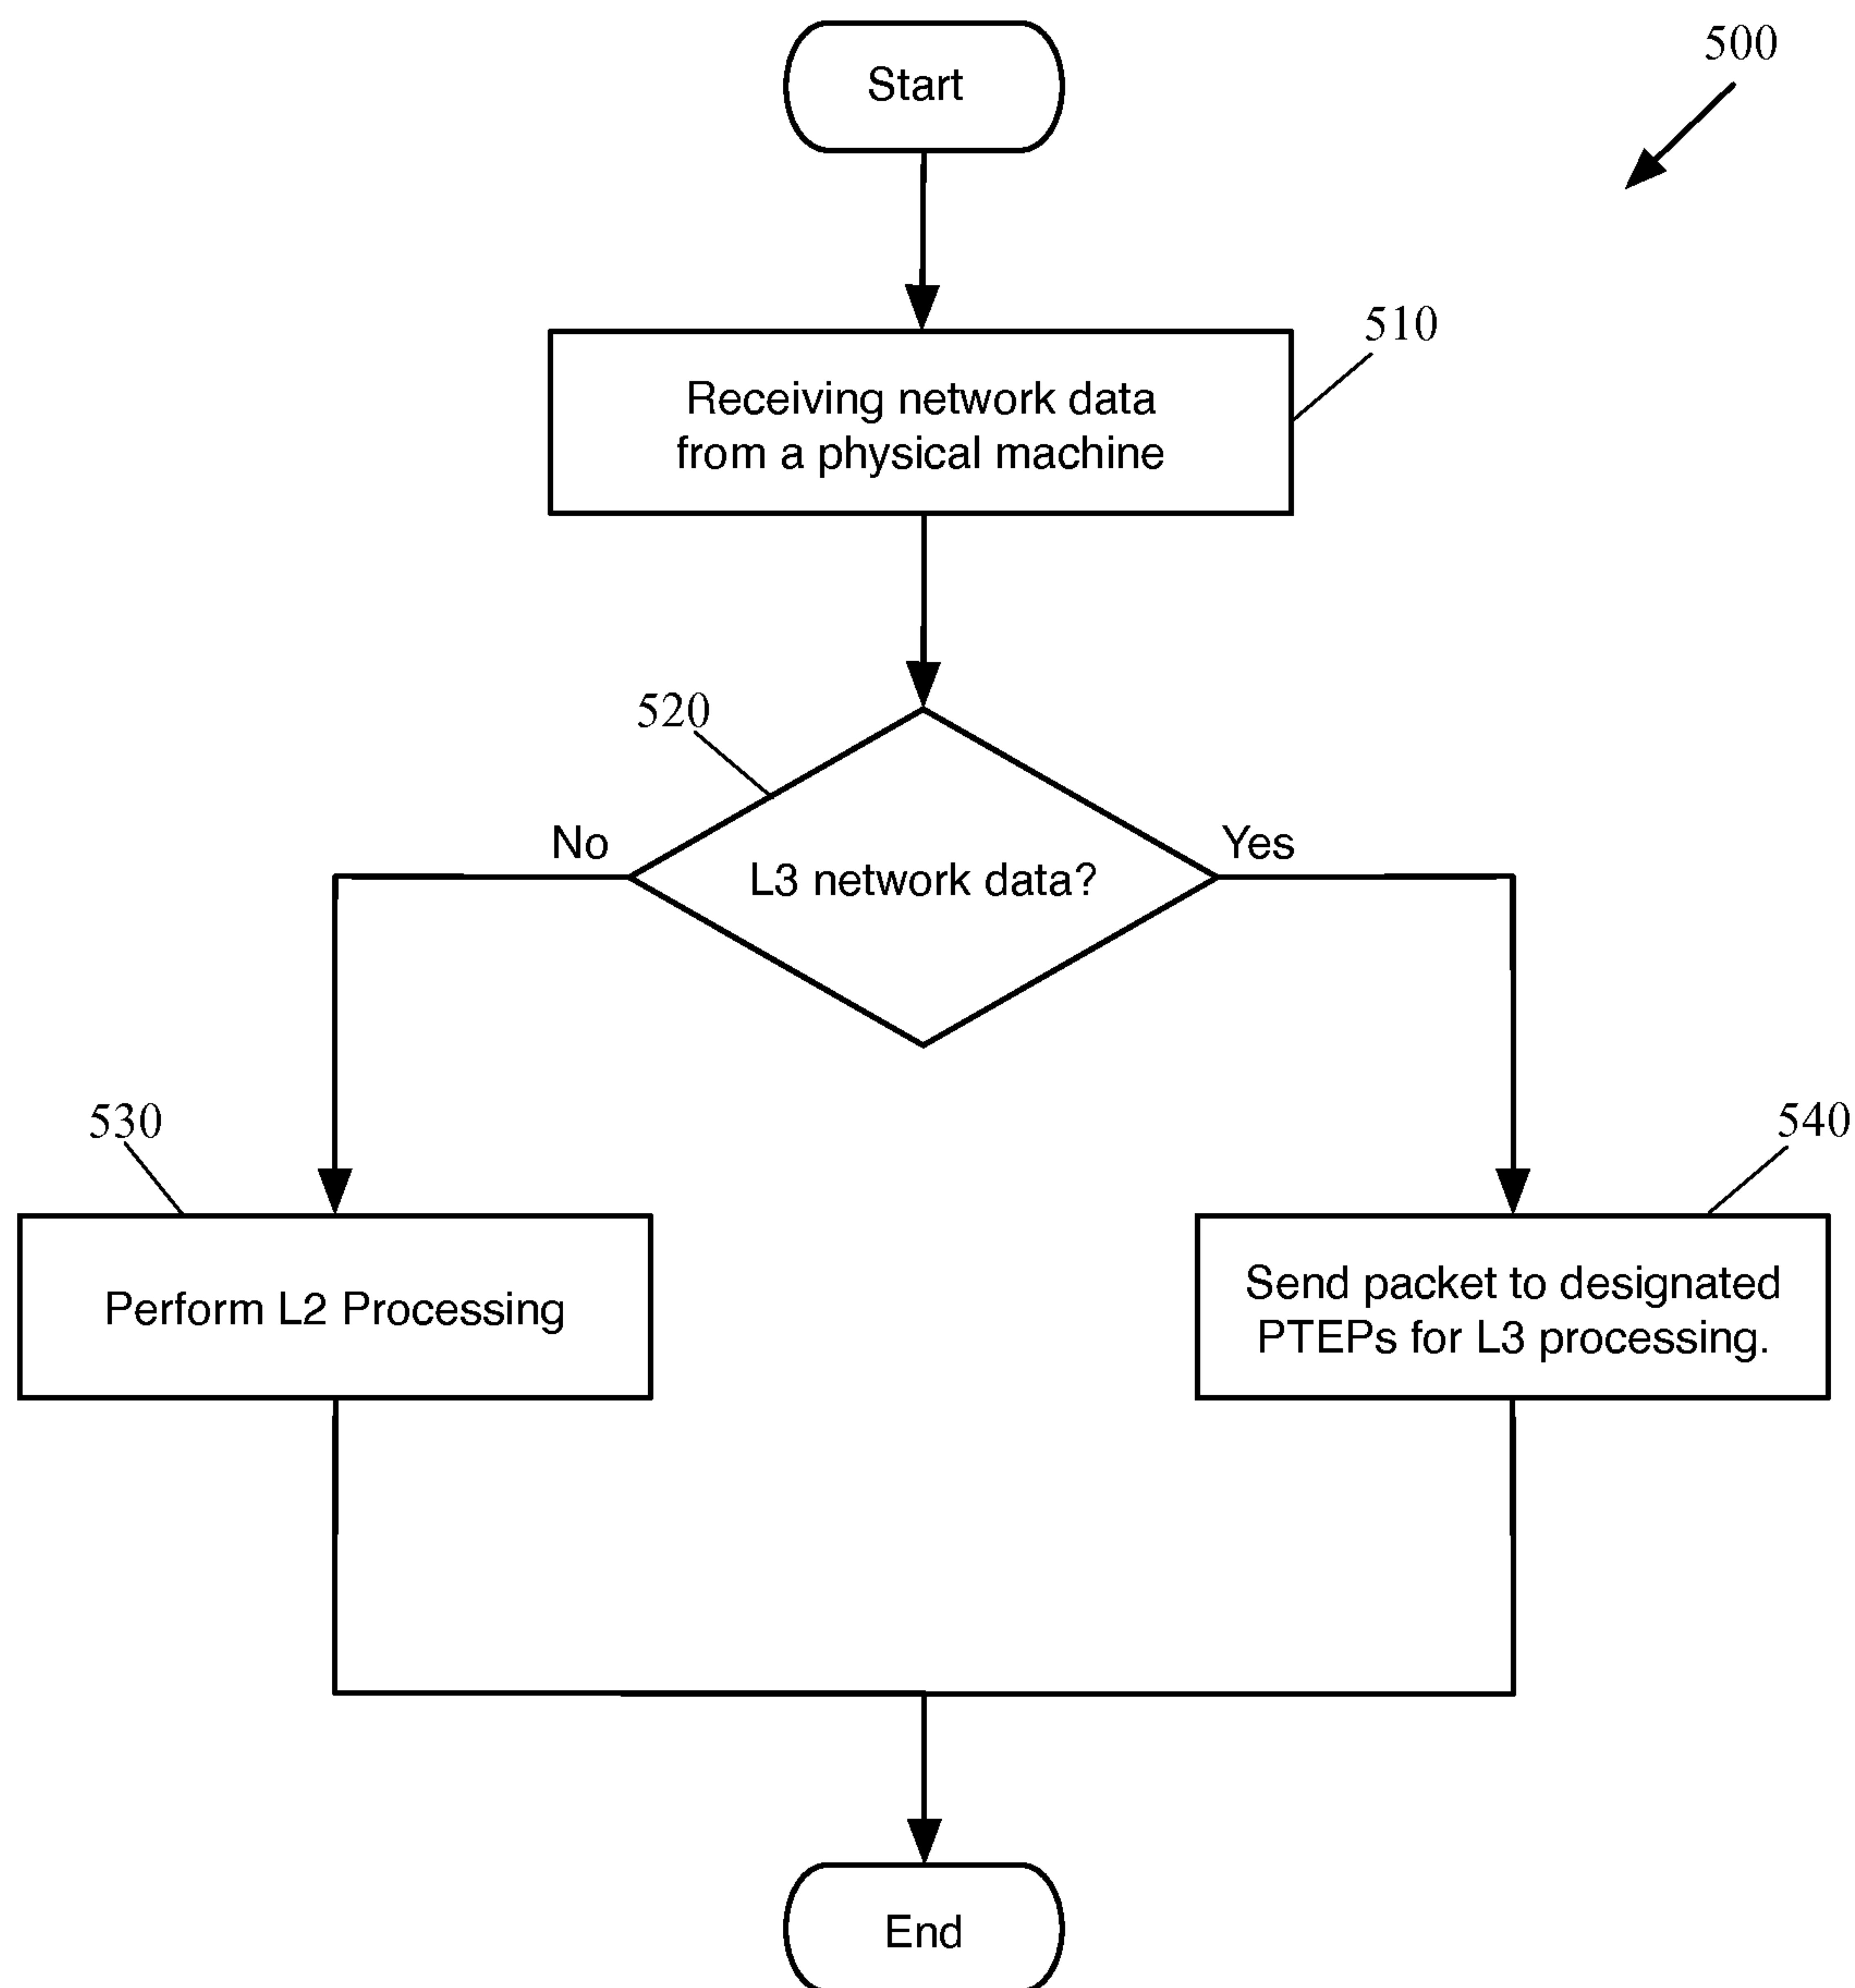 500
Start
510
Receiving network data
from a physical machine
520
No
Yes
L3 network data?
530
540
Perform L2 Processing
Send packet to designated
PTEPs for L3 processing.
End